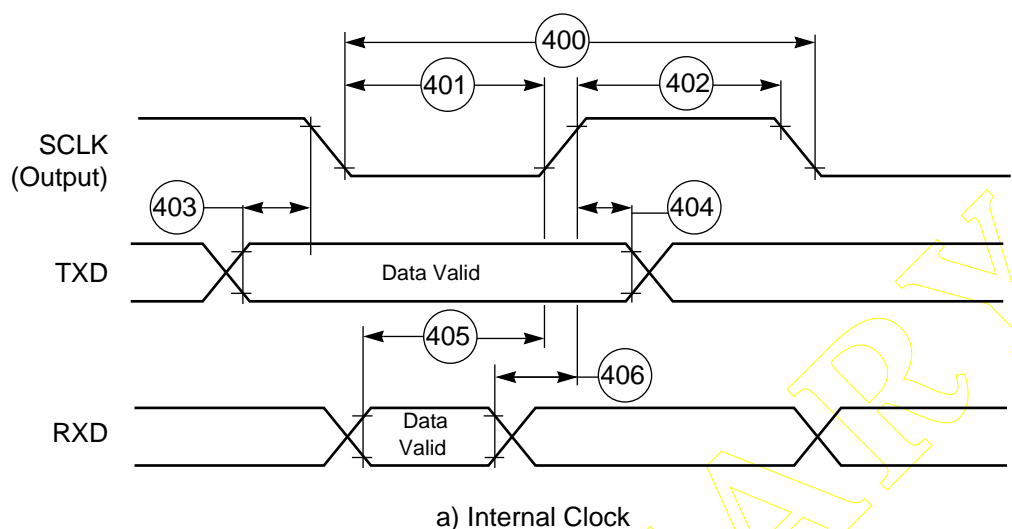 400
401
402
SCLK
(Output)
403
404
TXD
Data Valid
405
406
RXD
Data
Valid
a) Internal Clock